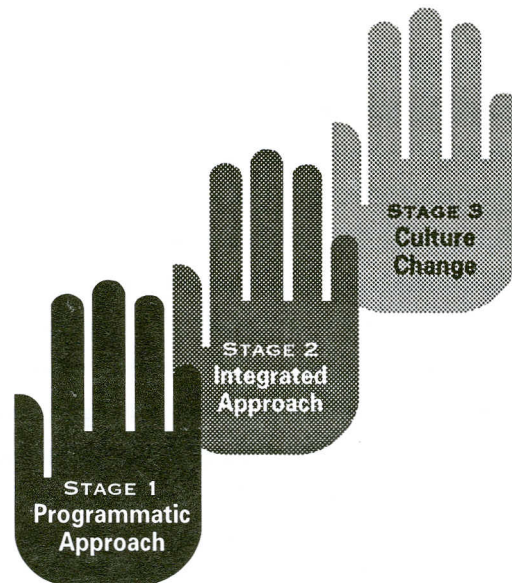 STAGE 1
Programmatic
Approach
STAGE 2
Integrated
Approach
STAGE 3
Culture
Change